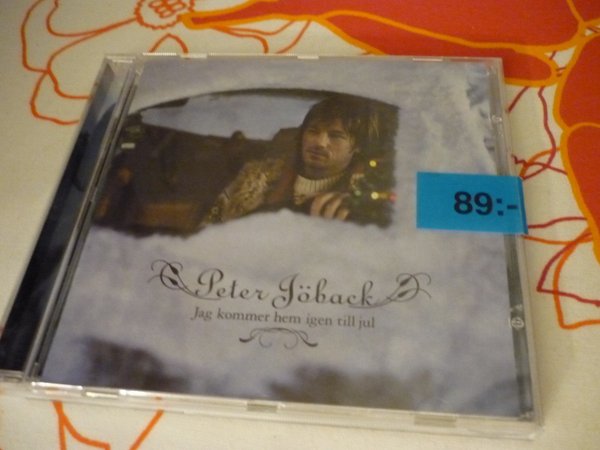 89:-
Peter Jöback
Jag kommer hem igen till jul